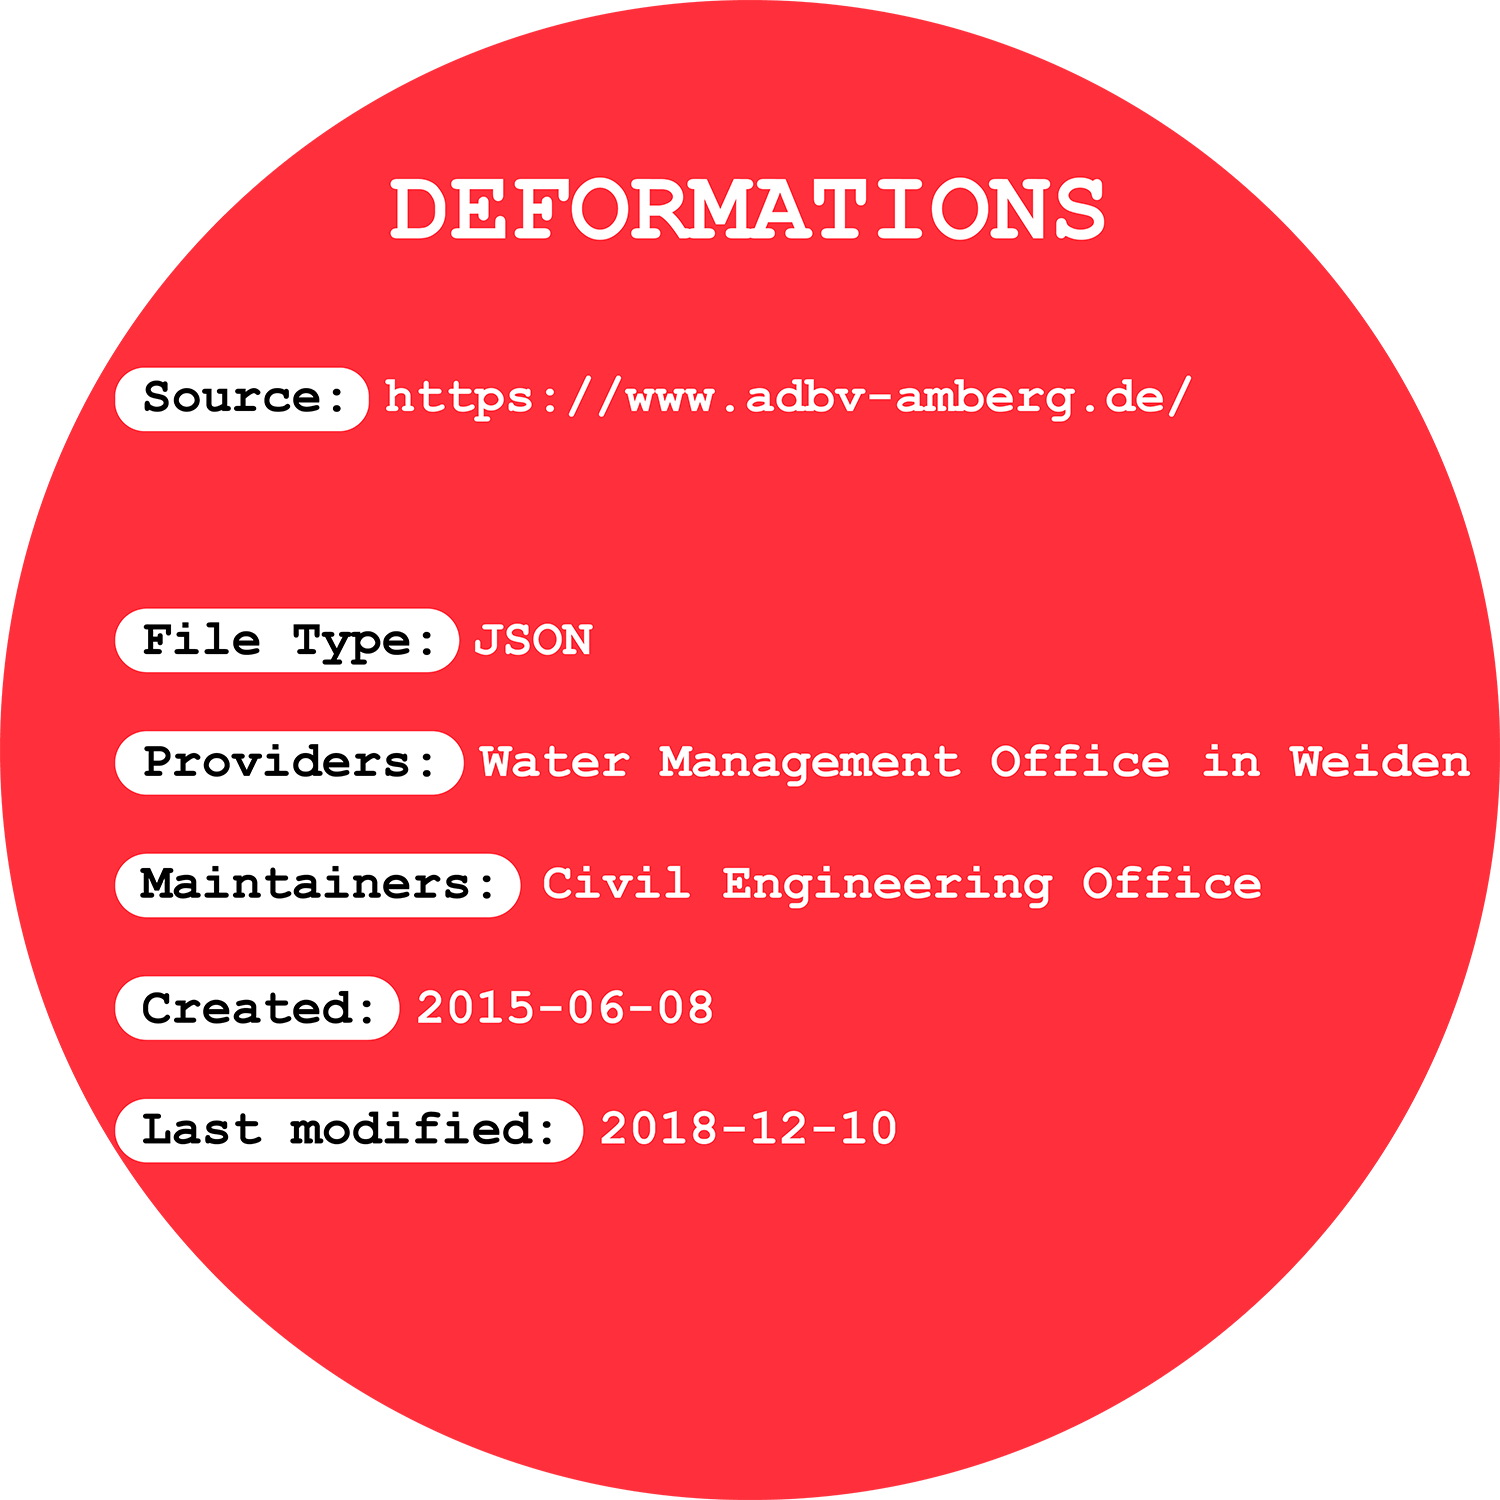 DEFORMATIONS
Source: https://www.adbv-amberg.de/
File Type: JSON
Providers: Water Management Office in Weiden
Maintainers: Civil Engineering Office
Created: 2015-06-08
Last modified: 2018-12-10